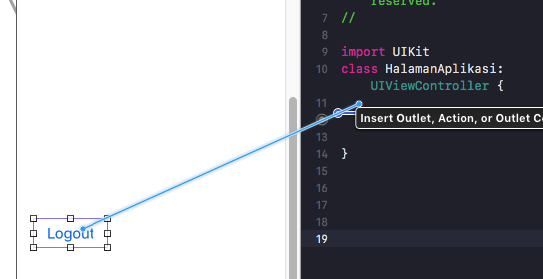 reserved.
7 //
8
9 import UIKit
10 class HalamanAplikasi:
UIViewController {
11
Insert Outlet, Action, or Outlet Co
13
14 }
15
16
17
18
19
Logout